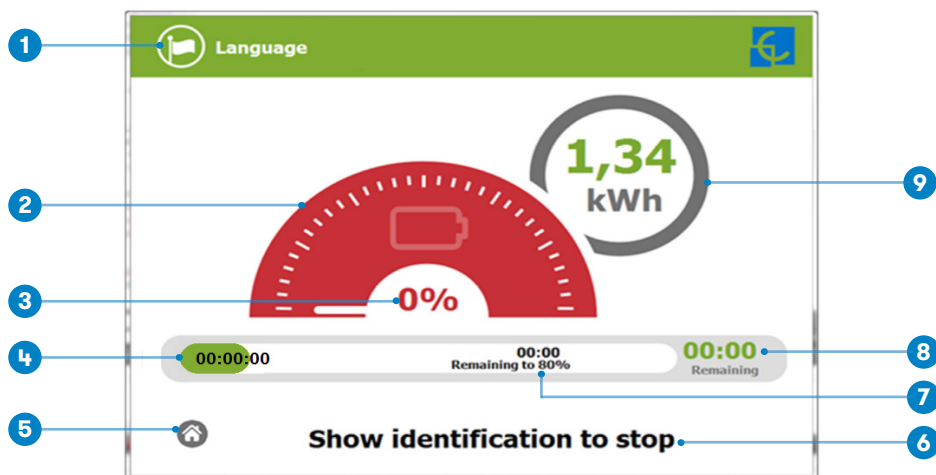 1
Language
1,34
kWh
9
2
3
0%
4
00:00:00
00:00
Remaining to 80%
00:00
Remaining
8
7
5
Show identification to stop
6